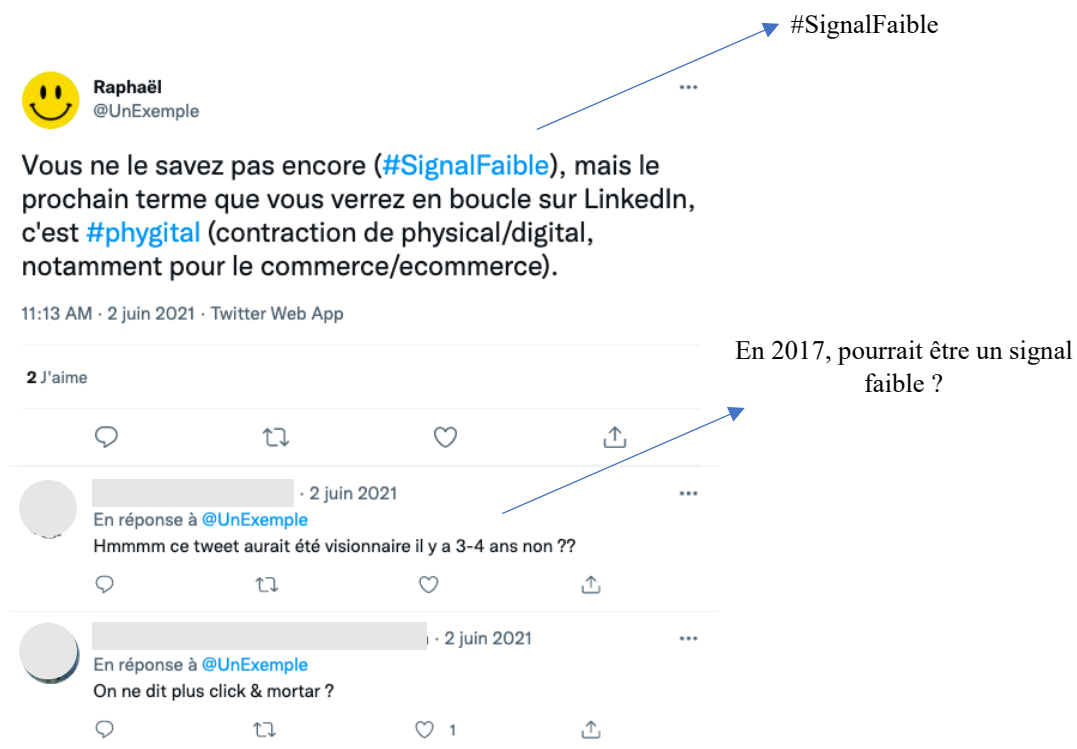 #SignalFaible
Raphaël
@UnExemple
Vous ne le savez pas encore (#SignalFaible), mais le
prochain terme que vous verrez en boucle sur LinkedIn,
c'est #phygital (contraction de physical/digital,
notamment pour le commerce/ecommerce).
11:13 AM · 2 juin 2021 · Twitter Web App
En 2017, pourrait être un signal
faible ?
2 J'aime
· 2 juin 2021
En réponse à @UnExemple
Hmmmm ce tweet aurait été visionnaire il y a 3-4 ans non ??
· 2 juin 2021
En réponse à @UnExemple
On ne dit plus click & mortar ?
1